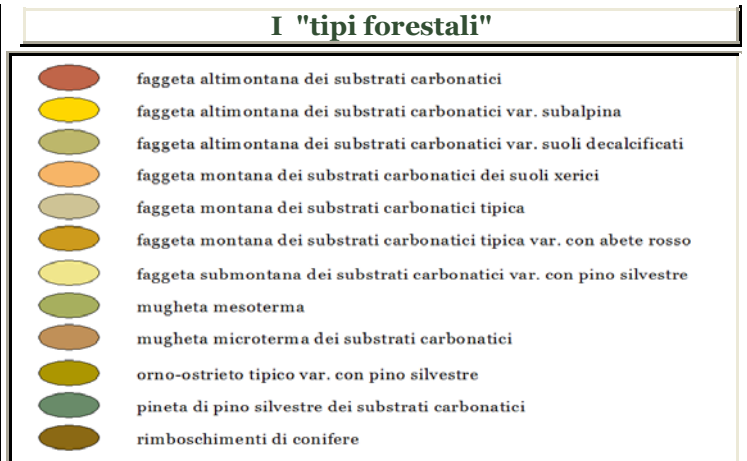 I "tipi forestali"
faggeta altimontana dei substrati carbonatici
faggeta altimontana dei substrati carbonatici var. subalpina
faggeta altimontana dei substrati carbonatici var. suoli decalcificati
faggeta montana dei substrati carbonatici dei suoli xerici
faggeta montana dei substrati carbonatici tipica
faggeta montana dei substrati carbonatici tipica var. con abete rosso
faggeta submontana dei substrati carbonatici var. con pino silvestre
mugheta mesoterma
mugheta microterma dei substrati carbonatici
orno-ostrieto tipico var. con pino silvestre
pineta di pino silvestre dei substrati carbonatici
rimboschimenti di conifere